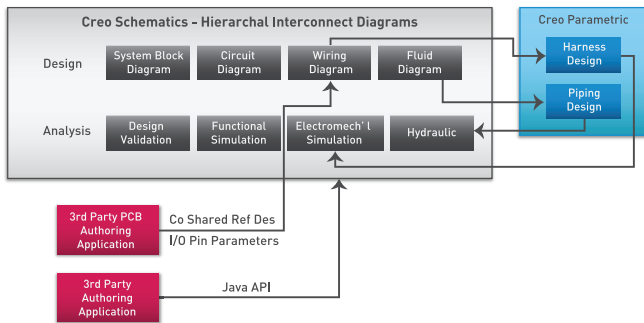 Creo Schematics – Hierarchal Interconnect Diagrams
Creo Parametric
Design
System Block
Diagram
Circuit
Diagram
Wiring
Diagram
Fluid
Diagram
Harness
Design
Piping
Design
Analysis
Design
Validation
Functional
Simulation
Electromech' l
Simulation
Hydraulic
3rd Party PCB
Authoring
Application
Co Shared Ref Des
I/O Pin Parameters
3rd Party
Authoring
Application
Java API